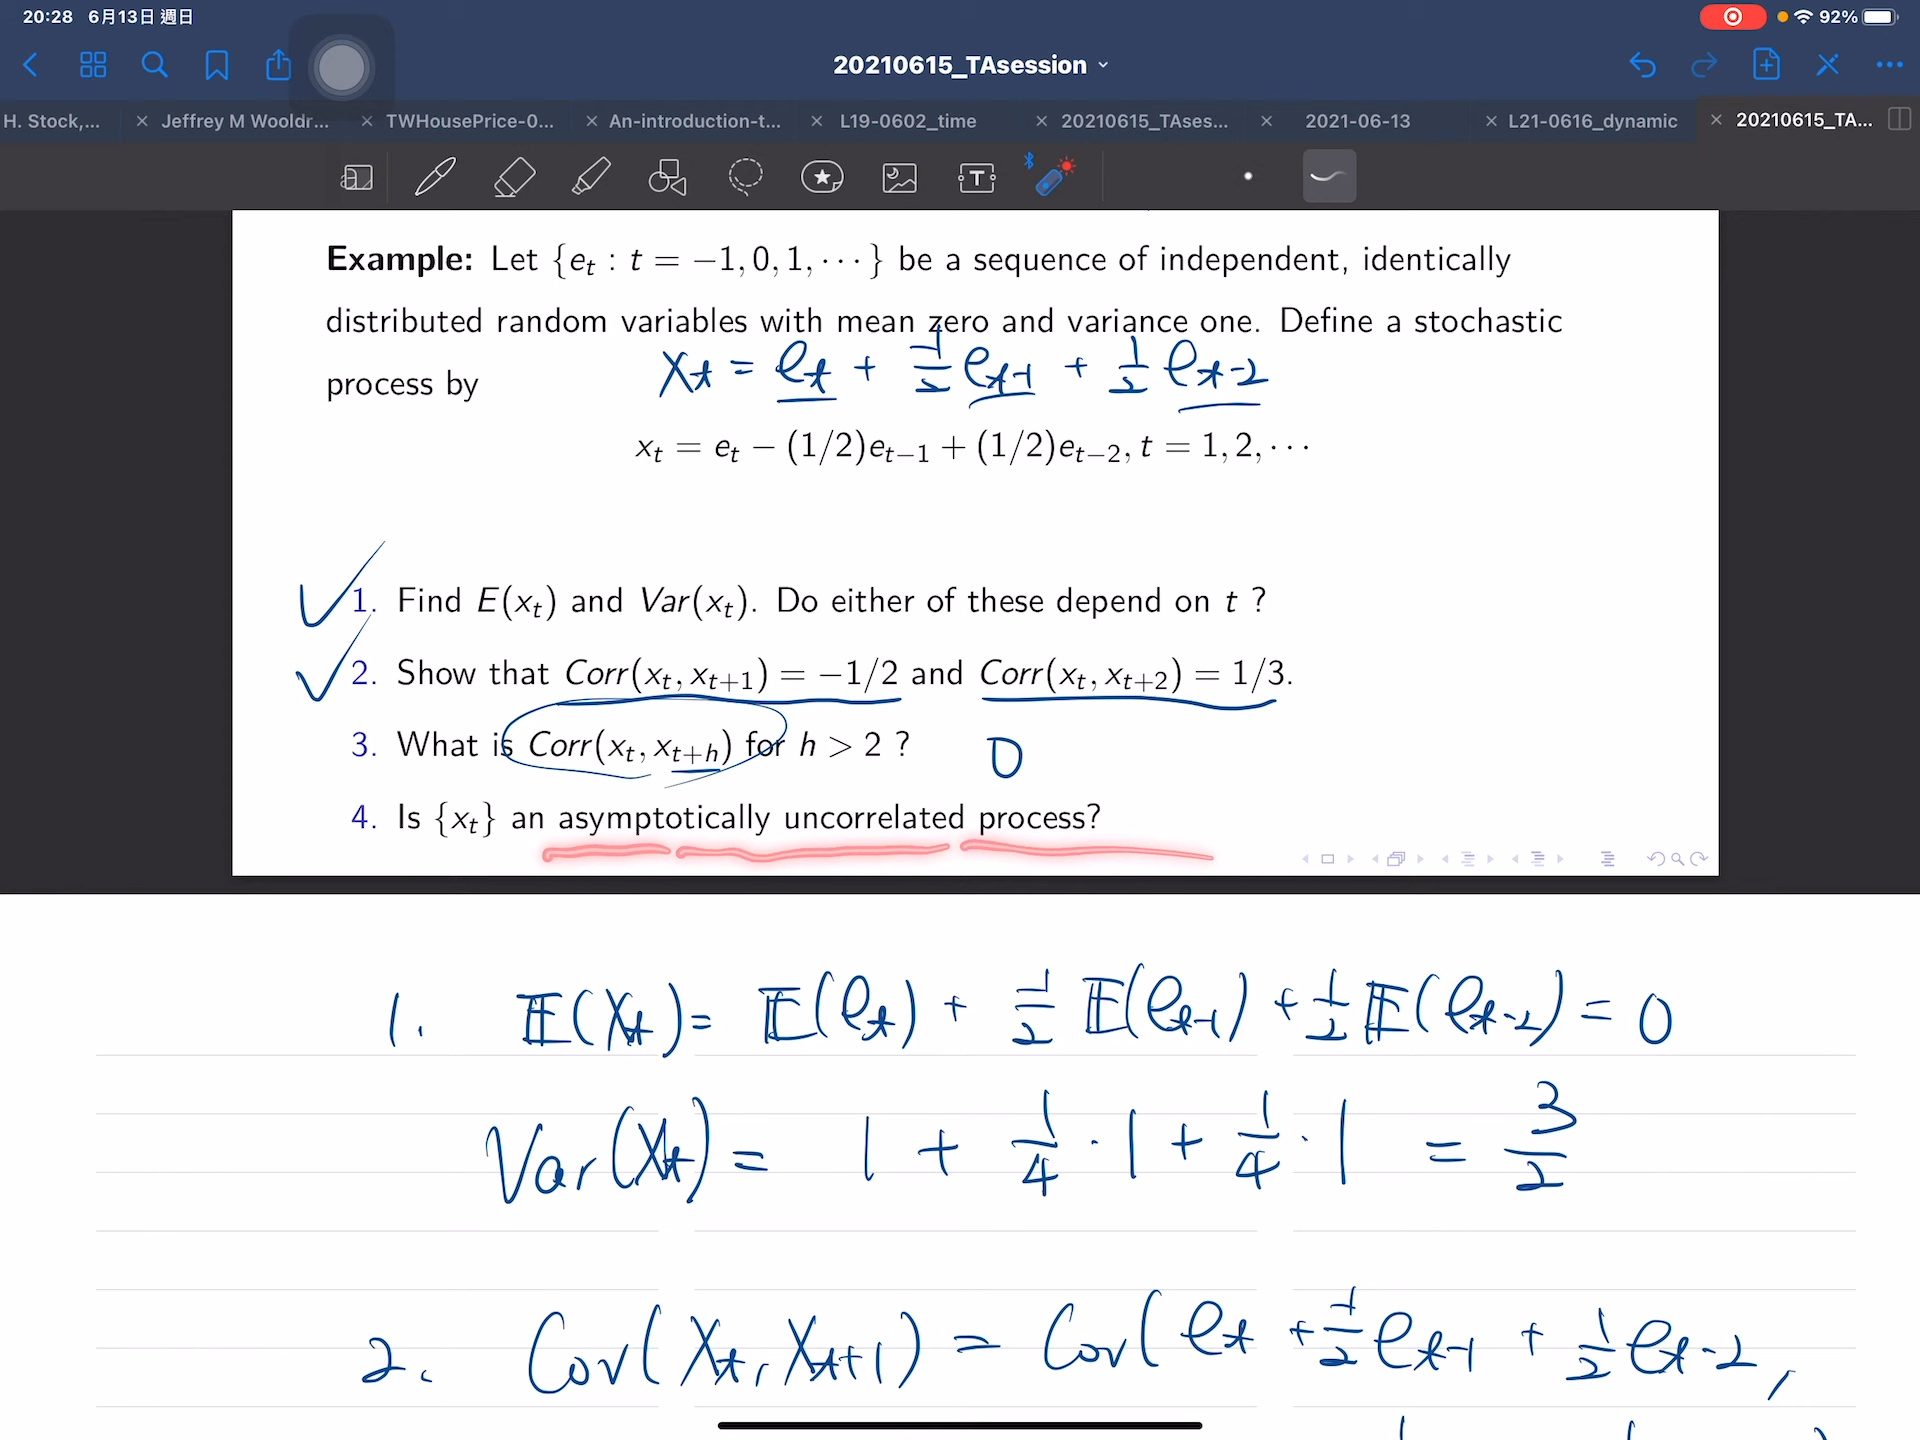 20:28 6月13日 週日 92%
20210615_TAsession
H. Stock,... × Jeffrey M Wooldr... × TWHousePrice-0... × An-introduction-t... × L19-0602_time × 20210615_TAses... × 2021-06-13 × L21-0616_dynamic × 20210615_TA...
Example: Let {e_t : t = −1, 0, 1, ⋯} be a sequence of independent, identically
distributed random variables with mean zero and variance one. Define a stochastic
x_t = e_t + -1/2 e_{t-1} + 1/2 e_{t-2}
process by
x_t = e_t − (1/2)e_{t−1} + (1/2)e_{t−2}, t = 1, 2, ⋯
1. Find E(x_t) and Var(x_t). Do either of these depend on t ?
2. Show that Corr(x_t, x_{t+1}) = −1/2 and Corr(x_t, x_{t+2}) = 1/3.
3. What is Corr(x_t, x_{t+h}) for h > 2 ? 0
4. Is {x_t} an asymptotically uncorrelated process?
1. 𝔼(X_t) = 𝔼(e_t) + -1/2 𝔼(e_{t-1}) + 1/2 𝔼(e_{t-2}) = 0
Var(X_t) = 1 + 1/4 · 1 + 1/4 · 1 = 3/2
2. Cov(X_t, X_{t+1}) = Cov(e_t + -1/2 e_{t-1} + 1/2 e_{t-2},